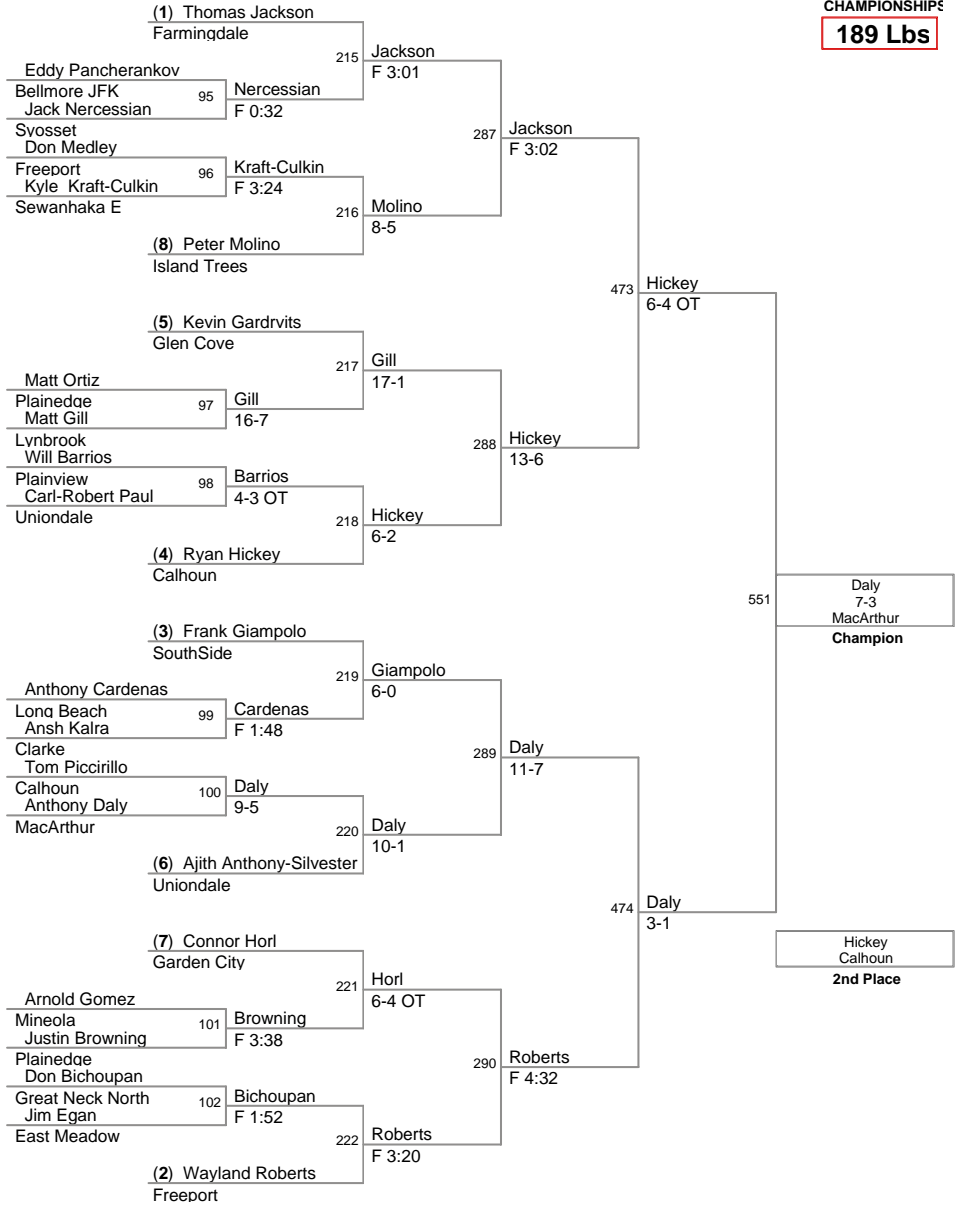 CHAMPIONSHIPS
189 Lbs
(1) Thomas Jackson
Farmingdale
215
Jackson
F 3:01
Eddy Pancherankov
Bellmore JFK
95
Nercessian
Jack Nercessian
F 0:32
Syosset
287
Jackson
F 3:02
Don Medley
Freeport
96
Kraft-Culkin
Kyle Kraft-Culkin
F 3:24
Sewanhaka E
216
Molino
8-5
(8) Peter Molino
Island Trees
473
Hickey
6-4 OT
(5) Kevin Gardrvits
Glen Cove
217
Gill
17-1
Matt Ortiz
Plainedge
97
Gill
Matt Gill
16-7
Lynbrook
288
Hickey
13-6
Will Barrios
Plainview
98
Barrios
Carl-Robert Paul
4-3 OT
Uniondale
218
Hickey
6-2
(4) Ryan Hickey
Calhoun
551
Daly
7-3
MacArthur
Champion
(3) Frank Giampolo
SouthSide
219
Giampolo
6-0
Anthony Cardenas
Long Beach
99
Cardenas
Ansh Kalra
F 1:48
Clarke
289
Daly
11-7
Tom Piccirillo
Calhoun
100
Daly
Anthony Daly
9-5
MacArthur
220
Daly
10-1
(6) Ajith Anthony-Silvester
Uniondale
474
Daly
3-1
(7) Connor Horl
Garden City
Hickey
Calhoun
2nd Place
221
Horl
6-4 OT
Arnold Gomez
Mineola
101
Browning
Justin Browning
F 3:38
Plainedge
290
Roberts
F 4:32
Don Bichoupan
Great Neck North
102
Bichoupan
Jim Egan
F 1:52
East Meadow
222
Roberts
F 3:20
(2) Wayland Roberts
Freeport